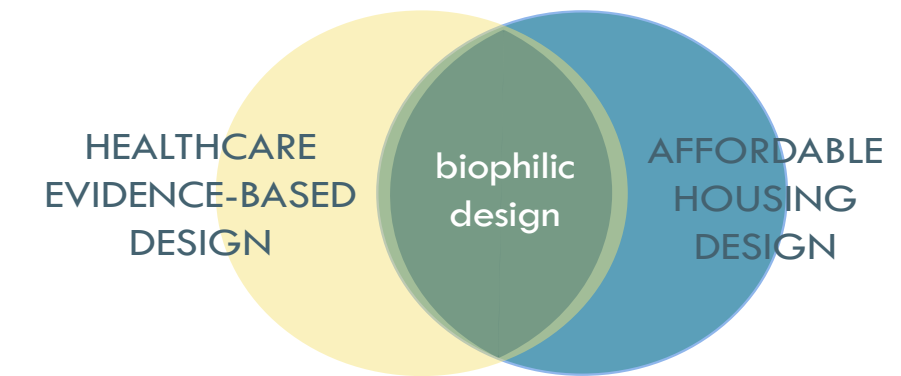 HEALTHCARE
EVIDENCE-BASED
DESIGN
biophilic
design
AFFORDABLE
HOUSING
DESIGN